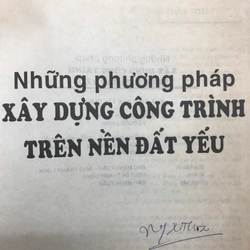 Những phương pháp
XÂY DỰNG CÔNG TRÌNH
TRÊN NỀN ĐẤT YẾU